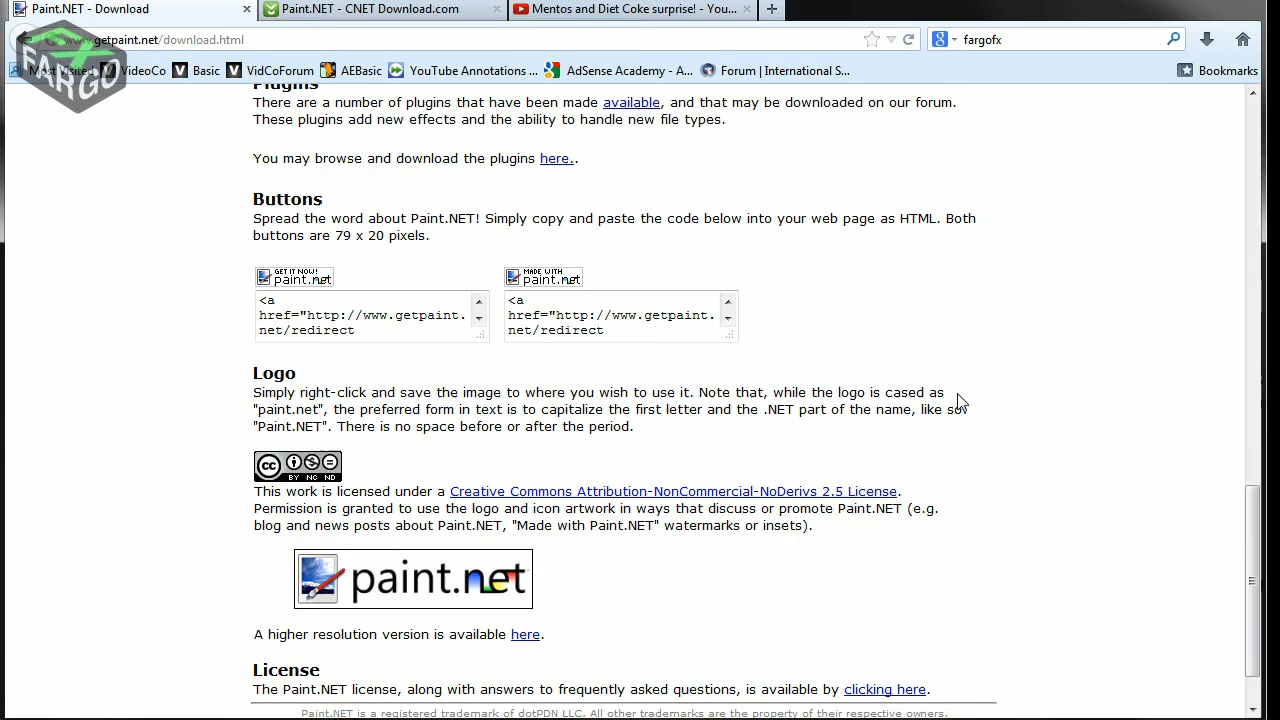 Paint.NET - Download
Paint.NET - CNET Download.com
Mentos and Diet Coke surprise! - You...
www.getpaint.net/download.html
fargofx
FARGO
Most Visited
VideoCo
Basic
VidCoForum
AEBasic
YouTube Annotations ...
AdSense Academy - A...
Forum | International S...
Bookmarks
Plugins
There are a number of plugins that have been made available, and that may be downloaded on our forum.
These plugins add new effects and the ability to handle new file types.
You may browse and download the plugins here..
Buttons
Spread the word about Paint.NET! Simply copy and paste the code below into your web page as HTML. Both
buttons are 79 x 20 pixels.
GET IT NOW!
paint.net
MADE WITH
paint.net
<a
href="http://www.getpaint.
net/redirect
<a
href="http://www.getpaint.
net/redirect
Logo
Simply right-click and save the image to where you wish to use it. Note that, while the logo is cased as
"paint.net", the preferred form in text is to capitalize the first letter and the .NET part of the name, like so:
"Paint.NET". There is no space before or after the period.
cc
BY NC ND
This work is licensed under a Creative Commons Attribution-NonCommercial-NoDerivs 2.5 License.
Permission is granted to use the logo and icon artwork in ways that discuss or promote Paint.NET (e.g.
blog and news posts about Paint.NET, "Made with Paint.NET" watermarks or insets).
paint.net
A higher resolution version is available here.
License
The Paint.NET license, along with answers to frequently asked questions, is available by clicking here.
Paint.NET is a registered trademark of dotPDN LLC. All other trademarks are the property of their respective owners.